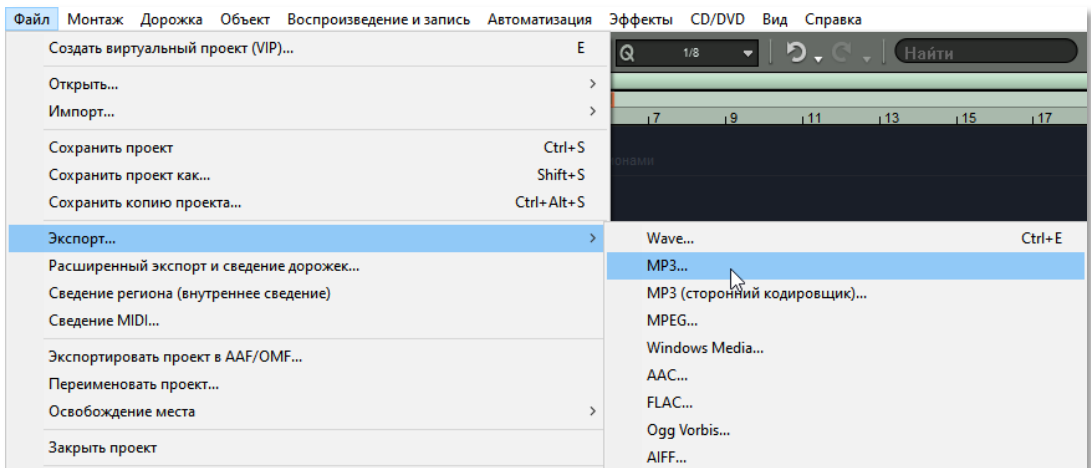 Файл Монтаж Дорожка Объект Воспроизведение и запись Автоматизация Эффекты CD/DVD Вид Справка
Создать виртуальный проект (VIP)... E
Q 1/8 Найти
Открыть...
Импорт...
7 9 11 13 15 17
Сохранить проект Ctrl+S
Сохранить проект как... Shift+S
Сохранить копию проекта... Ctrl+Alt+S
Экспорт...
Wave... Ctrl+E
Расширенный экспорт и сведение дорожек...
MP3...
Сведение региона (внутреннее сведение)
MP3 (сторонний кодировщик)...
Сведение MIDI...
MPEG...
Экспортировать проект в AAF/OMF...
Windows Media...
Переименовать проект...
AAC...
Освобождение места
FLAC...
Ogg Vorbis...
Закрыть проект
AIFF...